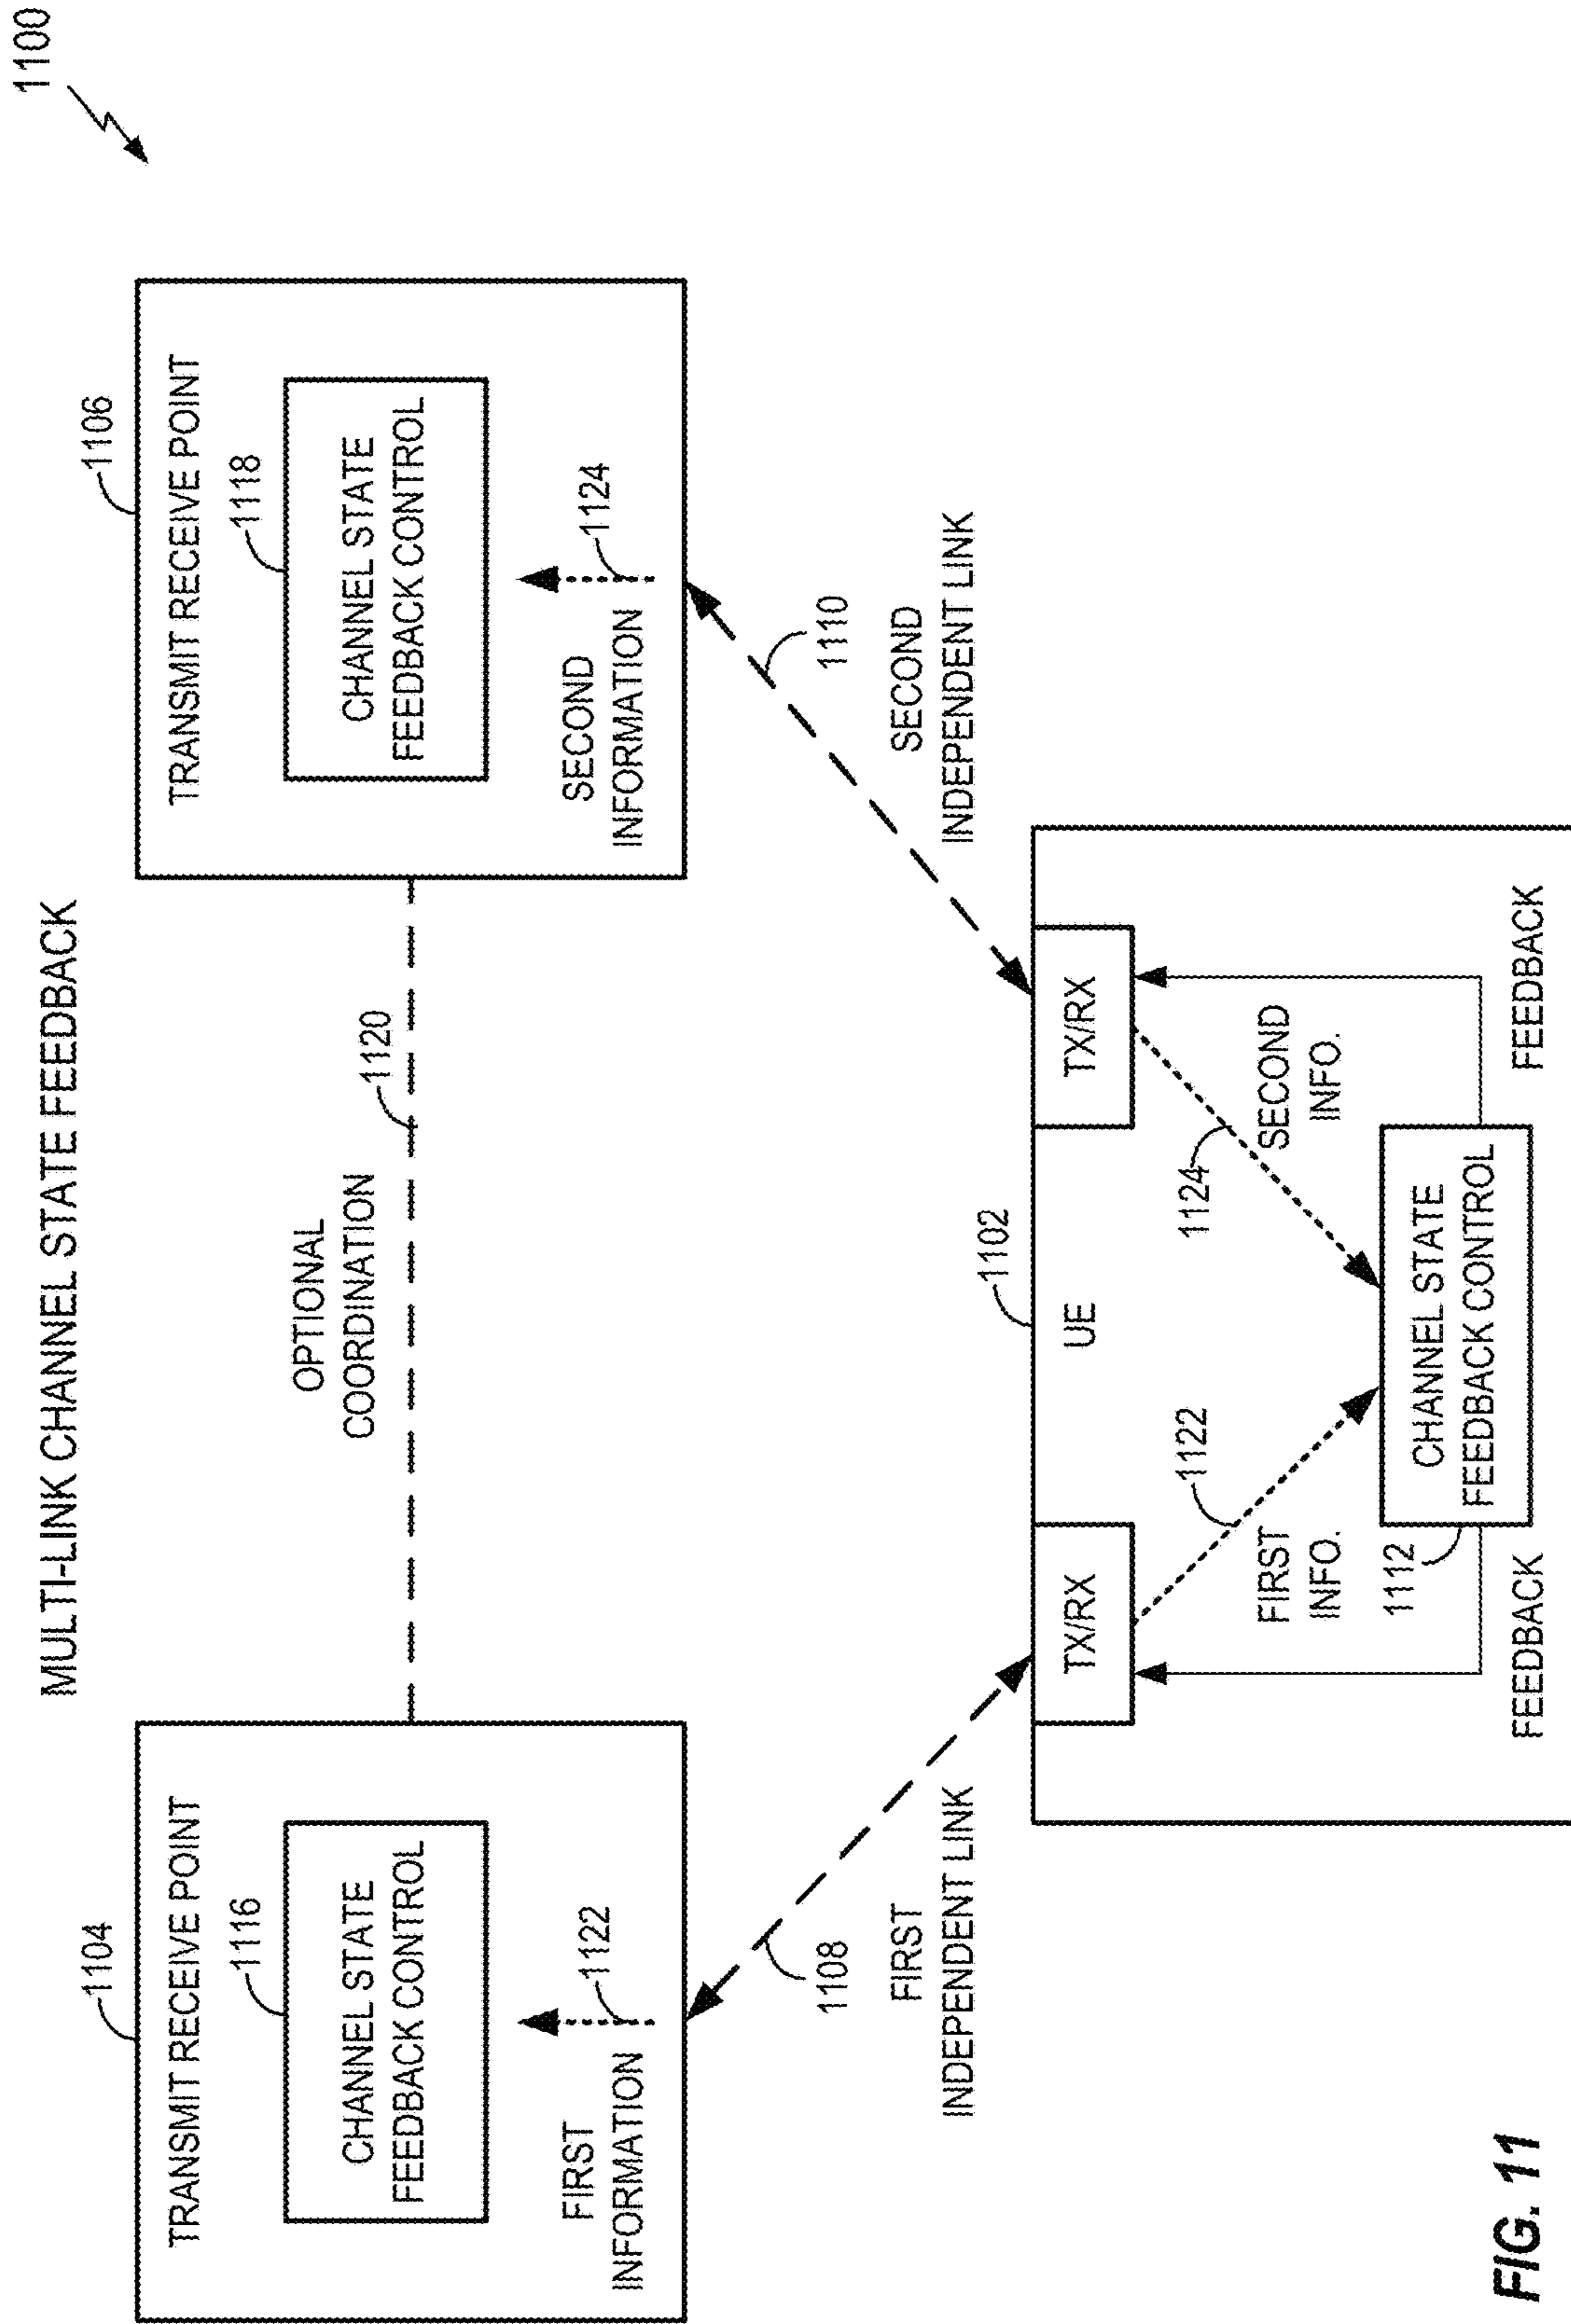 1100
MULTI-LINK CHANNEL STATE FEEDBACK
1104
TRANSMIT RECEIVE POINT
1116
CHANNEL STATE
FEEDBACK CONTROL
FIRST
INFORMATION
1122
OPTIONAL
COORDINATION
1120
1106
TRANSMIT RECEIVE POINT
1118
CHANNEL STATE
FEEDBACK CONTROL
SECOND
INFORMATION
1124
1108
FIRST
INDEPENDENT LINK
1110
SECOND
INDEPENDENT LINK
1102
UE
TX/RX
TX/RX
FIRST
INFO.
1122
1124
SECOND
INFO.
1112
CHANNEL STATE
FEEDBACK CONTROL
FEEDBACK
FEEDBACK
FIG. 11